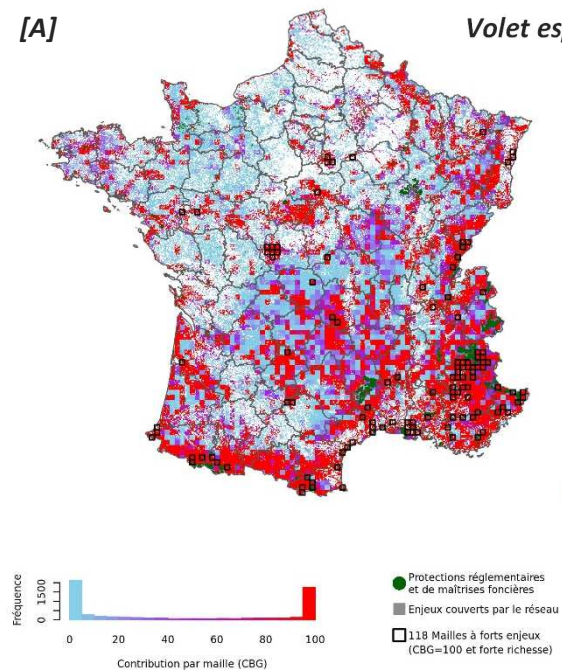 [A]
Volet es
Fréquence
1500
0
0 20 40 60 80 100
Contribution par maille (CBG)
Protections réglementaires
et de maîtrises foncières
Enjeux couverts par le réseau
118 Mailles à forts enjeux
(CBG=100 et forte richesse)